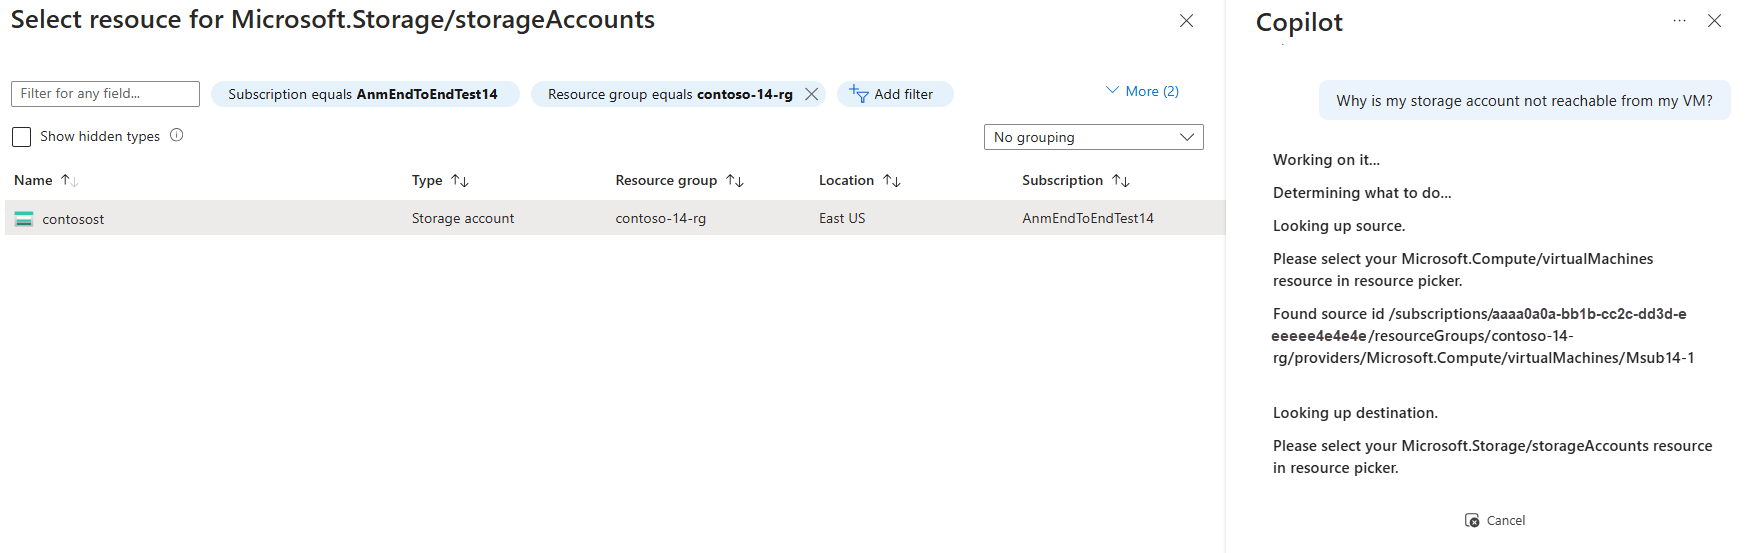 Select resouce for Microsoft.Storage/storageAccounts
Filter for any field...
Subscription equals AnmEndToEndTest14
Resource group equals contoso-14-rg
Add filter
More (2)
Show hidden types
No grouping
Name Type Resource group Location Subscription
contosost Storage account contoso-14-rg East US AnmEndToEndTest14
Copilot
Why is my storage account not reachable from my VM?
Working on it...
Determining what to do...
Looking up source.
Please select your Microsoft.Compute/virtualMachines
resource in resource picker.
Found source id /subscriptions/aaaa0a0a-bb1b-cc2c-dd3d-e
eeeee4e4e4e/resourceGroups/contoso-14-
rg/providers/Microsoft.Compute/virtualMachines/Msub14-1
Looking up destination.
Please select your Microsoft.Storage/storageAccounts resource
in resource picker.
Cancel